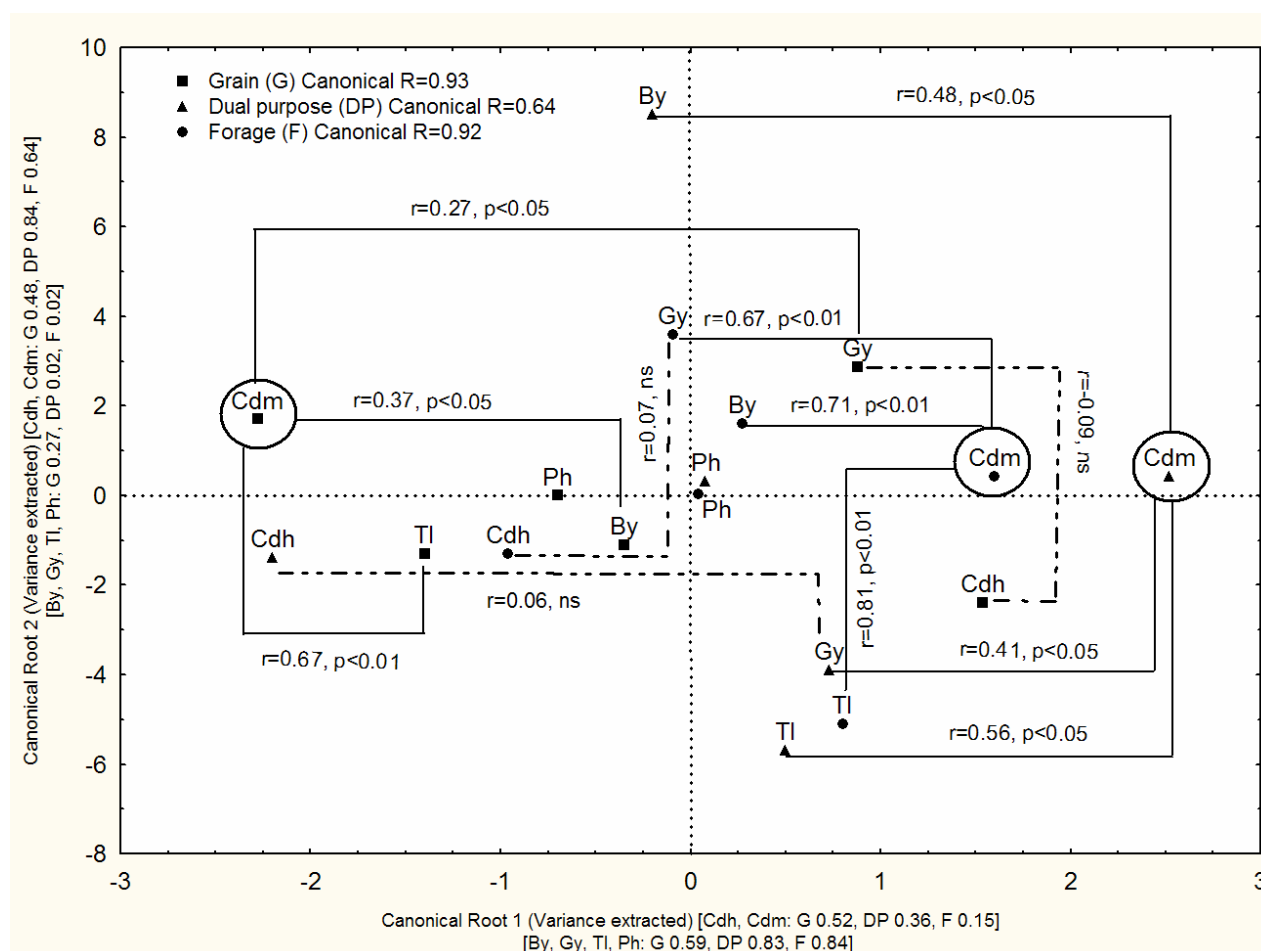 10
8
6
4
2
0
-2
-4
-6
-8
-3
-2
-1
0
1
2
3
Grain (G) Canonical R=0.93
Dual purpose (DP) Canonical R=0.64
Forage (F) Canonical R=0.92
By
r=0.48, p<0.05
r=0.27, p<0.05
Gy
r=0.67, p<0.01
Gy
Cdm
r=0.37, p<0.05
r=0.07, ns
By
r=0.71, p<0.01
r=-0.09, ns
Cdm
Cdm
Ph
Ph
Ph
Cdh
Tl
Cdh
By
r=0.06, ns
r=0.81, p<0.01
Cdh
r=0.67, p<0.01
Gy
r=0.41, p<0.05
Tl
Tl
r=0.56, p<0.05
Canonical Root 2 (Variance extracted) [Cdh, Cdm: G 0.48, DP 0.84, F 0.64]
[By, Gy, Tl, Ph: G 0.27, DP 0.02, F 0.02]
Canonical Root 1 (Variance extracted) [Cdh, Cdm: G 0.52, DP 0.36, F 0.15]
[By, Gy, Tl, Ph: G 0.59, DP 0.83, F 0.84]